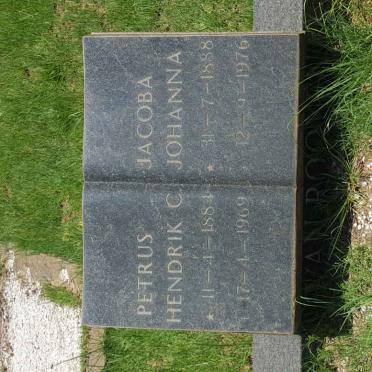 PETRUS
HENDRIK C.
* 11-4-1884
17-4-1969
JACOBA
JOHANNA
* 31-7-1888
12-9-1976